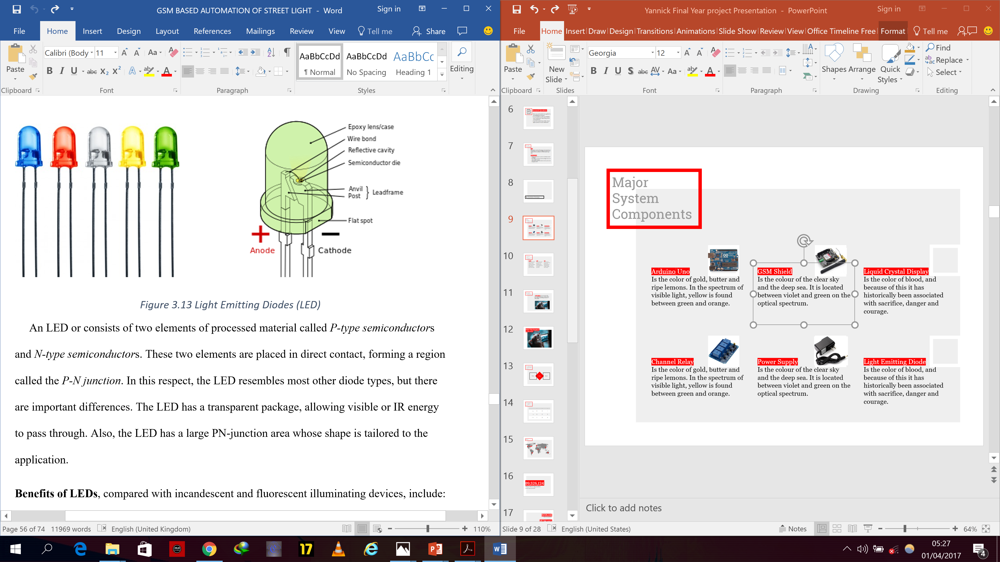 GSM BASED AUTOMATION OF STREET LIGHT - Word
Sign in
File
Home
Insert
Design
Layout
References
Mailings
Review
View
Tell me
Share
Paste
Clipboard
Calibri (Body
11
Font
Paragraph
AaBbCcDd
¶ Normal
AaBbCcDd
No Spacing
AaBbCc
Heading 1
Styles
Editing
Epoxy lens/case
Wire bond
Reflective cavity
Semiconductor die
Anvil
Post
Leadframe
Flat spot
Anode
Cathode
Figure 3.13 Light Emitting Diodes (LED)
An LED or consists of two elements of processed material called P-type semiconductors
and N-type semiconductors. These two elements are placed in direct contact, forming a region
called the P-N junction. In this respect, the LED resembles most other diode types, but there
are important differences. The LED has a transparent package, allowing visible or IR energy
to pass through. Also, the LED has a large PN-junction area whose shape is tailored to the
application.
Benefits of LEDs, compared with incandescent and fluorescent illuminating devices, include:
Page 56 of 74
11969 words
English (United Kingdom)
110%
Yannick Final Year project Presentation - PowerPoint
Sign in
File
Home
Insert
Draw
Design
Transitions
Animations
Slide Show
Review
View
Office Timeline Free
Format
Tell me
Paste
Clipboard
New
Slide
Slides
Georgia
12
Font
Paragraph
Shapes
Arrange
Quick
Styles
Drawing
Find
Replace
Select
Editing
6
7
8
9
10
11
12
13
14
15
16
89,526,124
17
Major
System
Components
Arduino Uno
Is the color of gold, butter and
ripe lemons. In the spectrum of
visible light, yellow is found
between green and orange.
GSM Shield
Is the colour of the clear sky
and the deep sea. It is located
between violet and green on the
optical spectrum.
Liquid Crystal Display
Is the color of blood, and
because of this it has
historically been associated
with sacrifice, danger and
courage.
Channel Relay
Is the color of gold, butter and
ripe lemons. In the spectrum of
visible light, yellow is found
between green and orange.
Power Supply
Is the colour of the clear sky
and the deep sea. It is located
between violet and green on the
optical spectrum.
Light Emitting Diode
Is the color of blood, and
because of this it has
historically been associated
with sacrifice, danger and
courage.
Click to add notes
Slide 9 of 28
English (United States)
Notes
64%
17
05:27
01/04/2017
4